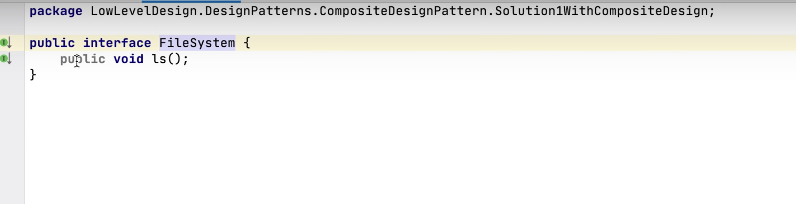 package LowLevelDesign.DesignPatterns.CompositeDesignPattern.Solution1WithCompositeDesign;
public interface FileSystem {
public void ls();
}